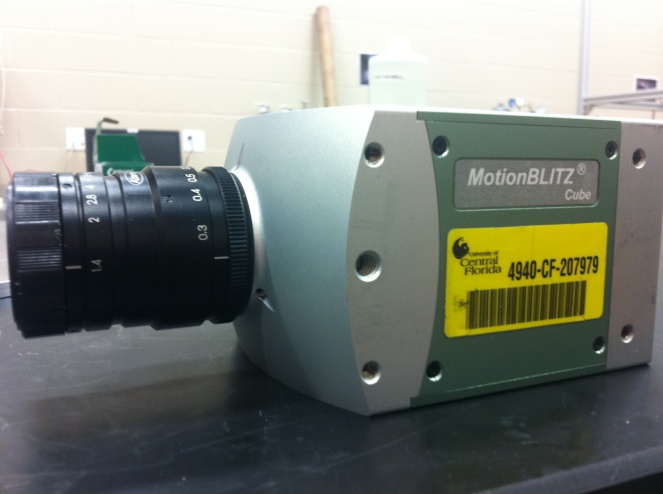 MotionBLITZ®
Cube
University of
Central
Florida
4940-CF-207979
0.5
0.4
0.3
4
2.8
2
1.4